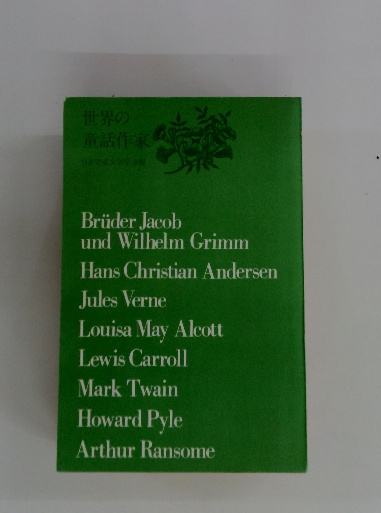 世界の
童話作家
Brüder Jacob
und Wilhelm Grimm
Hans Christian Andersen
Jules Verne
Louisa May Alcott
Lewis Carroll
Mark Twain
Howard Pyle
Arthur Ransome